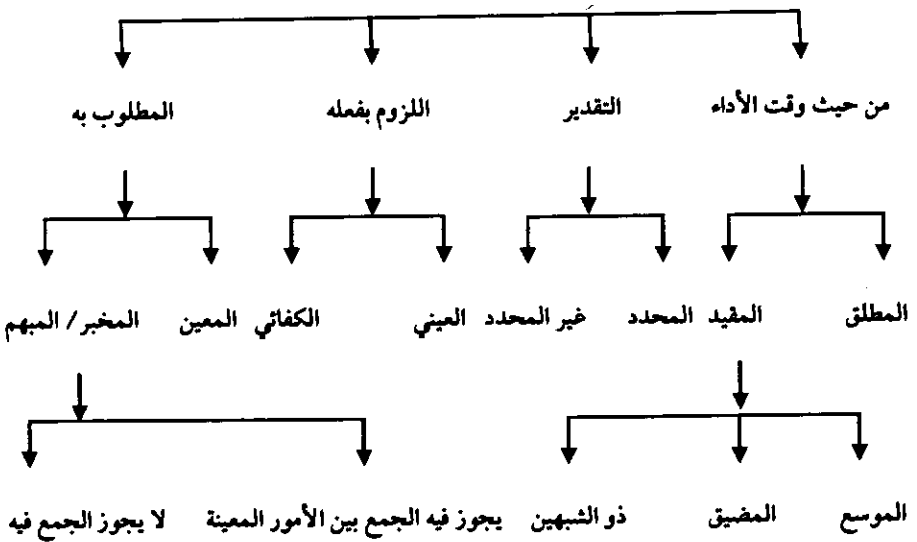 من حيث وقت الأداء التقدير اللزوم بفعله المطلوب به
المطلق المقيد المحدد غير المحدد العيني الكفائي المعين المخبر / المبهم
الموسع المضيق ذو الشبهين يجوز فيه الجمع بين الأمور المعينة لا يجوز الجمع فيه